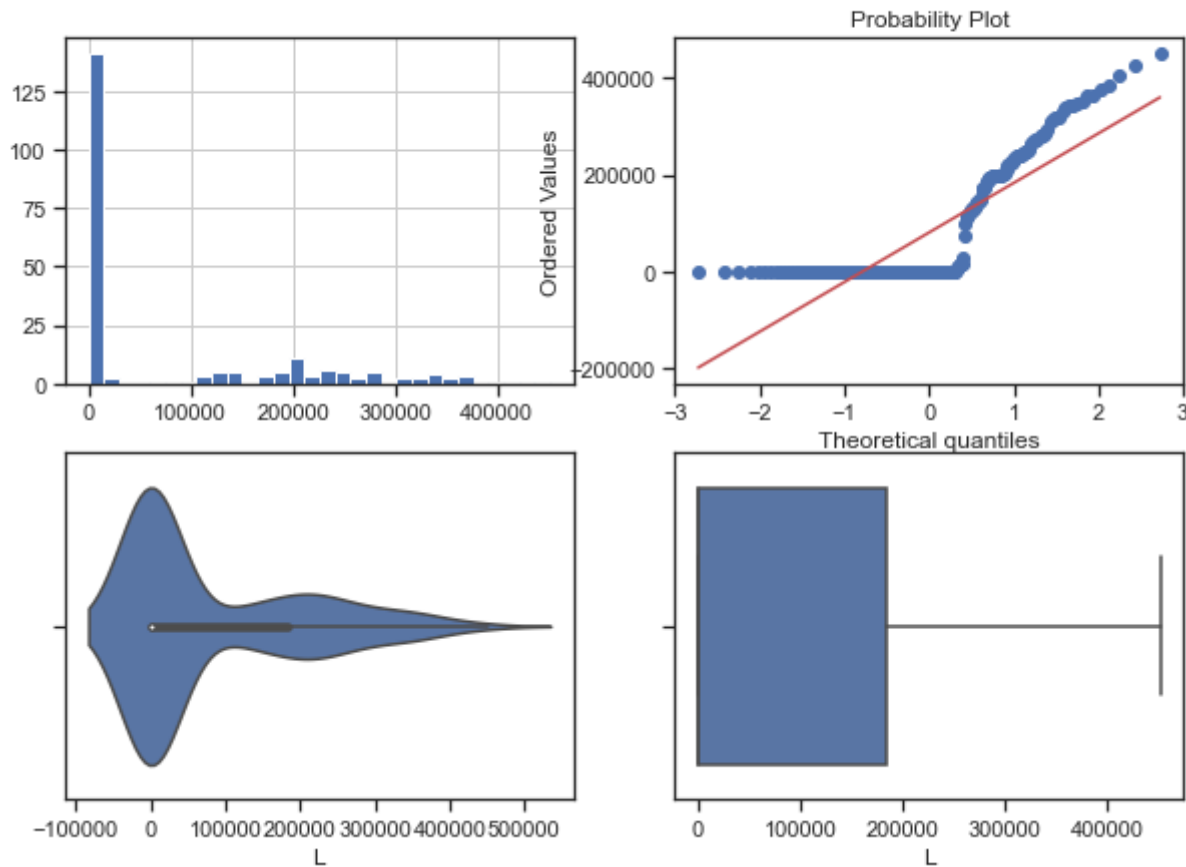 Probability Plot
125
100
75
50
25
0
0 100000 200000 300000 400000
Ordered Values
400000
200000
0
−200000
−3 −2 −1 0 1 2 3
Theoretical quantiles
−100000 0 100000 200000 300000 400000 500000
L
0 100000 200000 300000 400000
L